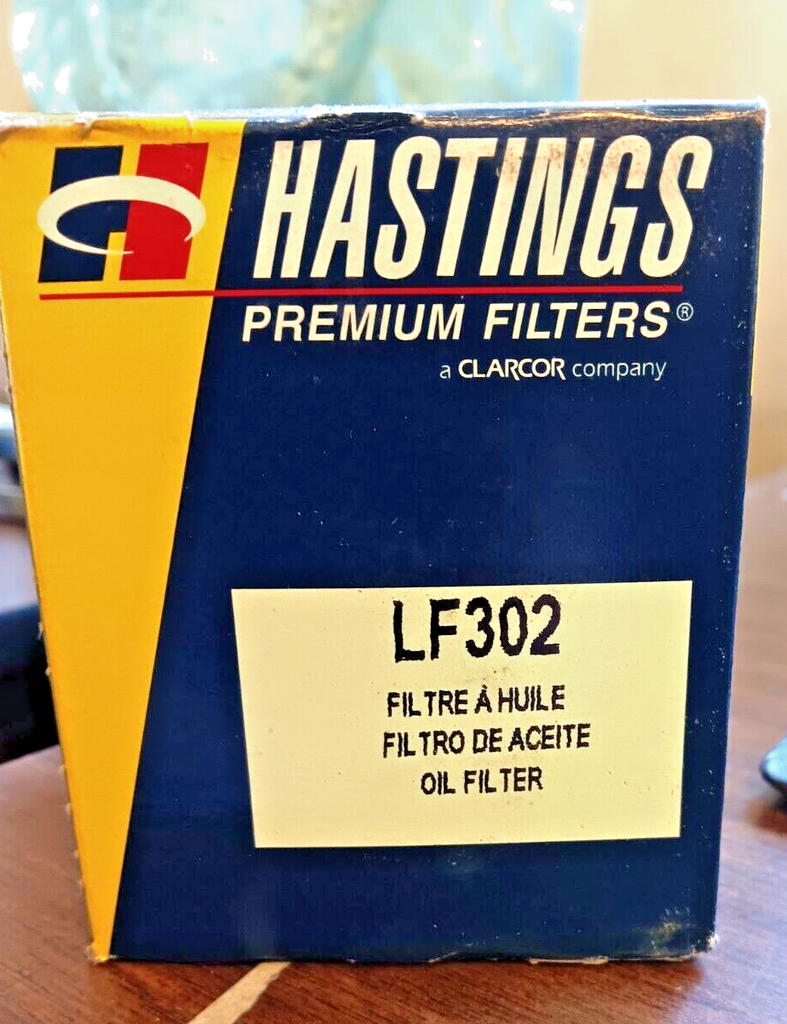 HASTINGS
PREMIUM FILTERS®
a CLARCOR company
LF302
FILTRE À HUILE
FILTRO DE ACEITE
OIL FILTER